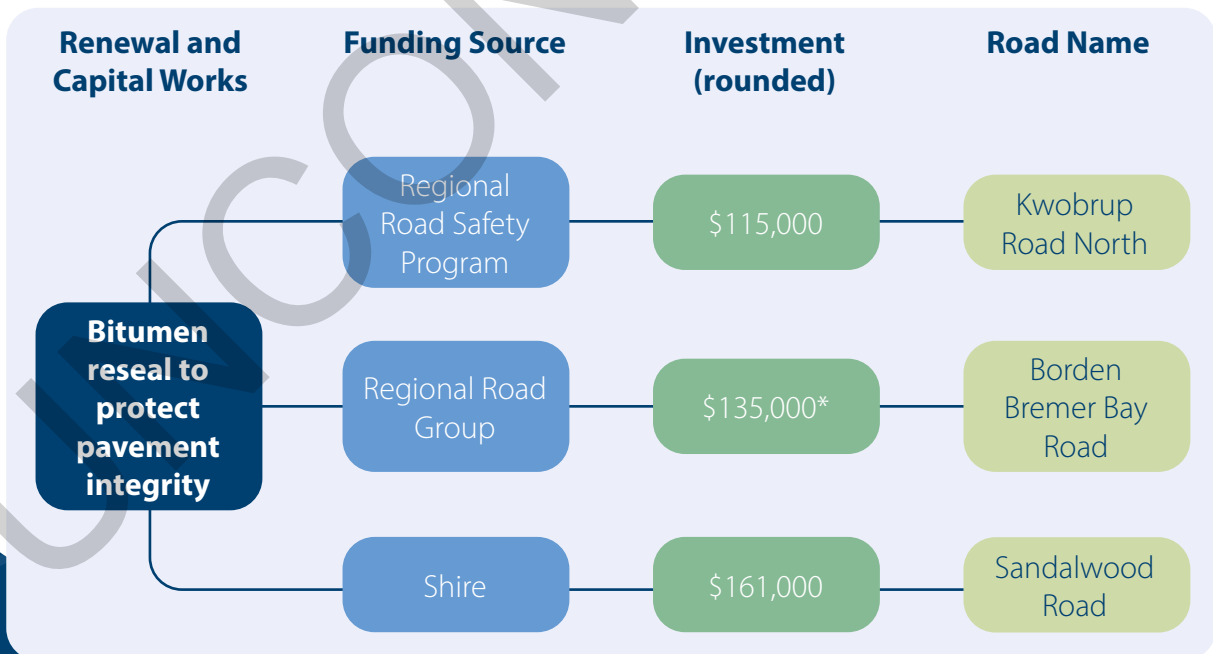 Renewal and
Capital Works
Funding Source
Investment
(rounded)
Road Name
Regional
Road Safety
Program
$115,000
Kwobrup
Road North
Bitumen
reseal to
protect
pavement
integrity
Regional Road
Group
$135,000*
Borden
Bremer Bay
Road
Shire
$161,000
Sandalwood
Road
UNCON